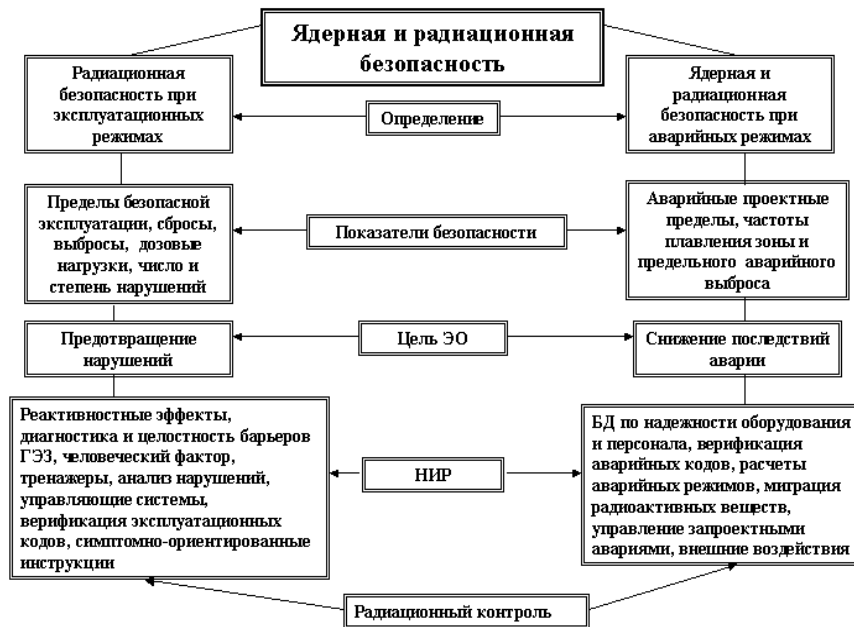 Ядерная и радиационная
безопасность
Радиационная
безопасность при
эксплуатационных
режимах
Определение
Ядерная и
радиационная
безопасность при
аварийных режимах
Пределы безопасной
эксплуатации, сбросы,
выбросы, дозовые
нагрузки, число и
степень нарушений
Показатели безопасности
Аварийные проектные
пределы, частоты
плавления зоны и
предельного аварийного
выброса
Предотвращение
нарушений
Цель ЭО
Снижение последствий
аварии
Реактивностные эффекты,
диагностика и целостность барьеров
ГЭЗ, человеческий фактор,
тренажеры, анализ нарушений,
управляющие системы,
верификация эксплуатационных
кодов, симптомно-ориентированные
инструкции
НИР
БД по надежности оборудования
и персонала, верификация
аварийных кодов, расчеты
аварийных режимов, миграция
радиоактивных веществ,
управление запроектными
авариями, внешние воздействия
Радиационный контроль